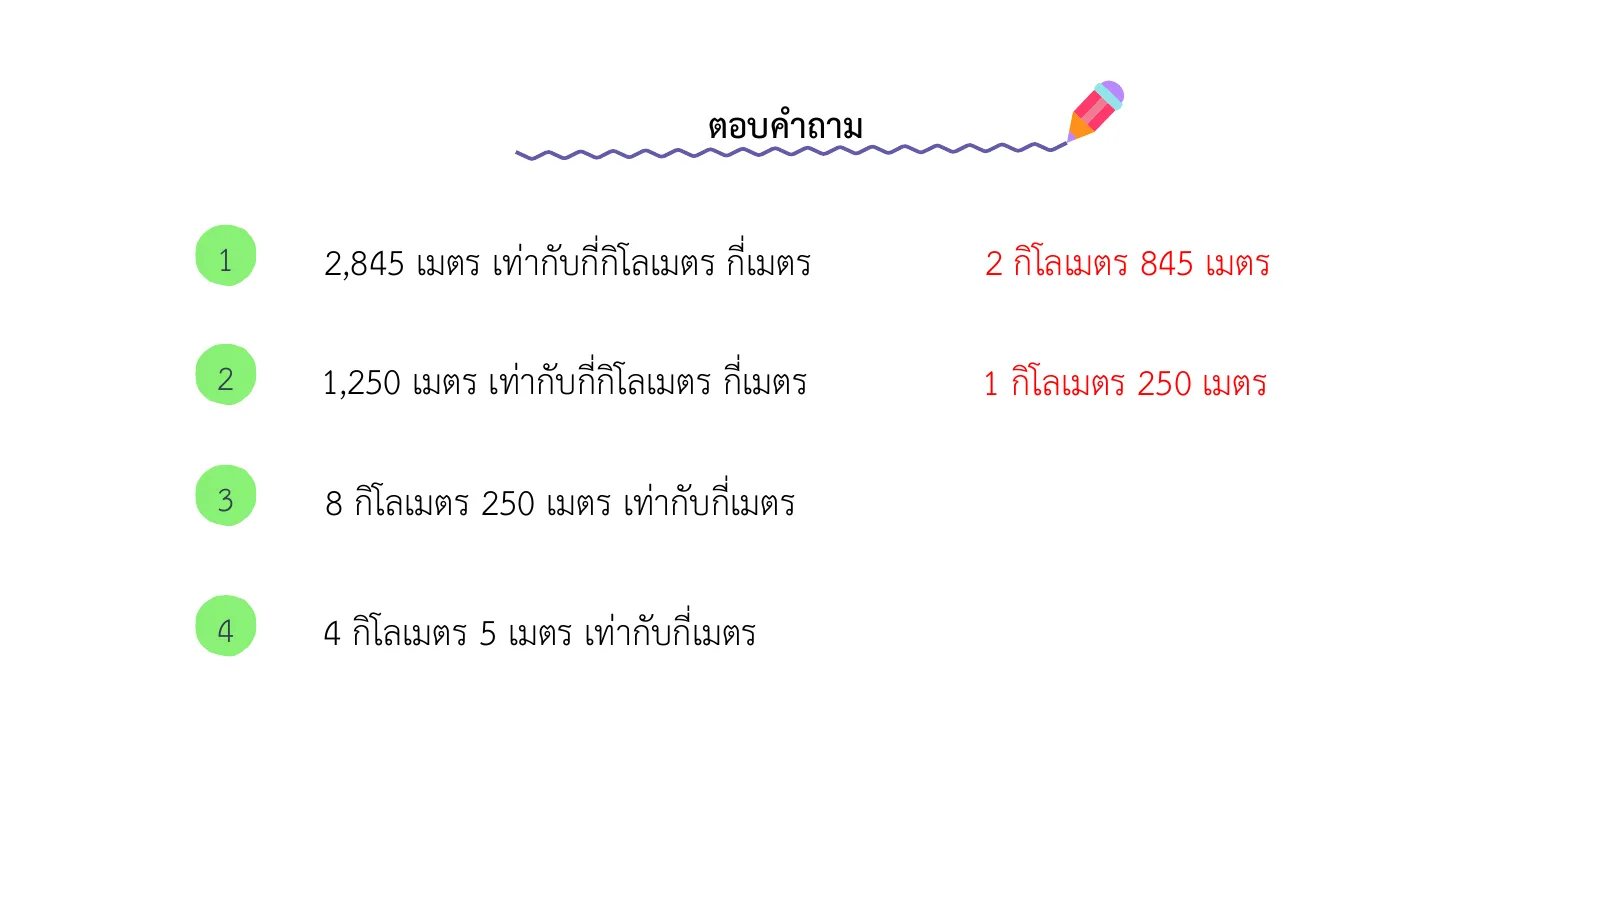 ตอบคำถาม
1 2,845 เมตร เท่ากับกี่กิโลเมตร กี่เมตร 2 กิโลเมตร 845 เมตร
2 1,250 เมตร เท่ากับกี่กิโลเมตร กี่เมตร 1 กิโลเมตร 250 เมตร
3 8 กิโลเมตร 250 เมตร เท่ากับกี่เมตร
4 4 กิโลเมตร 5 เมตร เท่ากับกี่เมตร